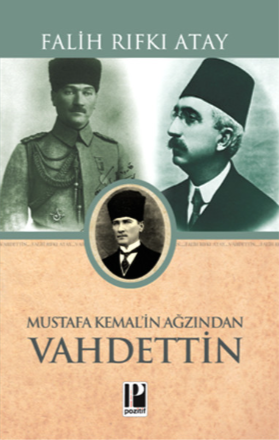 FALİH RIFKI ATAY
MUSTAFA KEMAL'İN AĞZINDAN
VAHDETTİN
P
pozitif